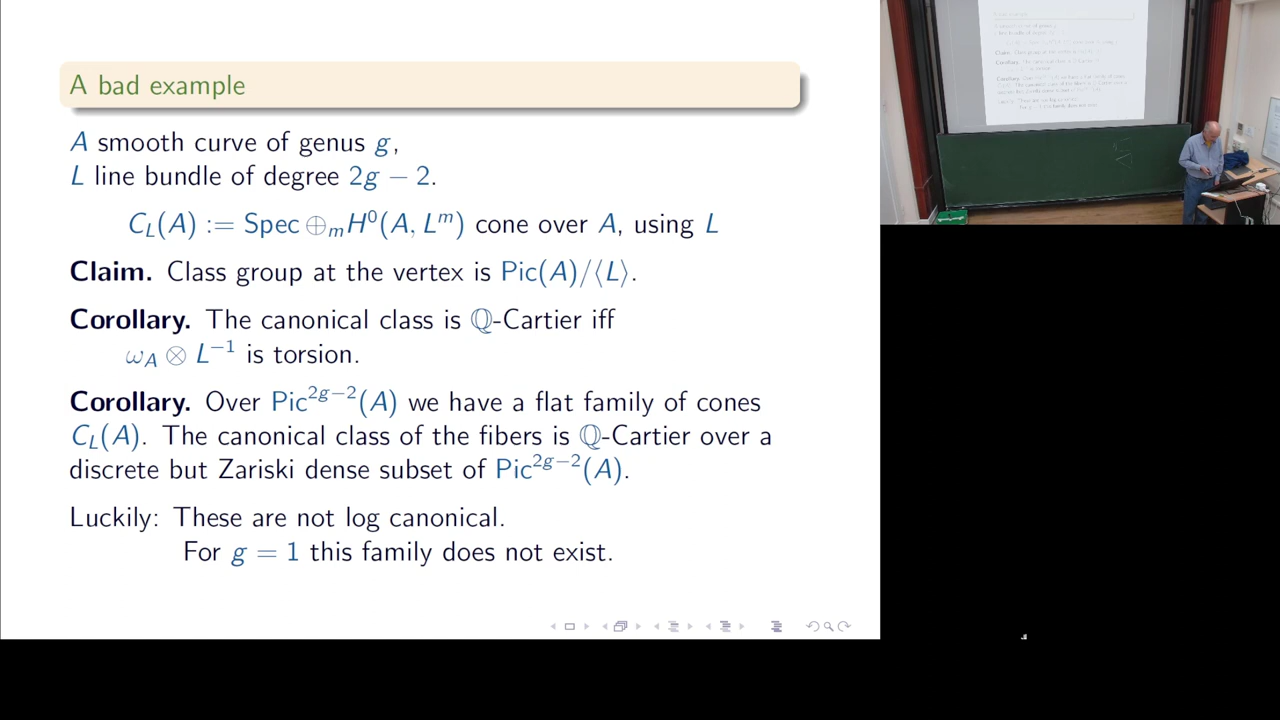 A bad example
A smooth curve of genus g,
L line bundle of degree 2g − 2.
C_L(A) := Spec ⊕_m H^0(A, L^m) cone over A, using L
Claim. Class group at the vertex is Pic(A)/⟨L⟩.
Corollary. The canonical class is ℚ-Cartier iff
ω_A ⊗ L^{−1} is torsion.
Corollary. Over Pic^{2g−2}(A) we have a flat family of cones
C_L(A). The canonical class of the fibers is ℚ-Cartier over a
discrete but Zariski dense subset of Pic^{2g−2}(A).
Luckily: These are not log canonical.
For g = 1 this family does not exist.